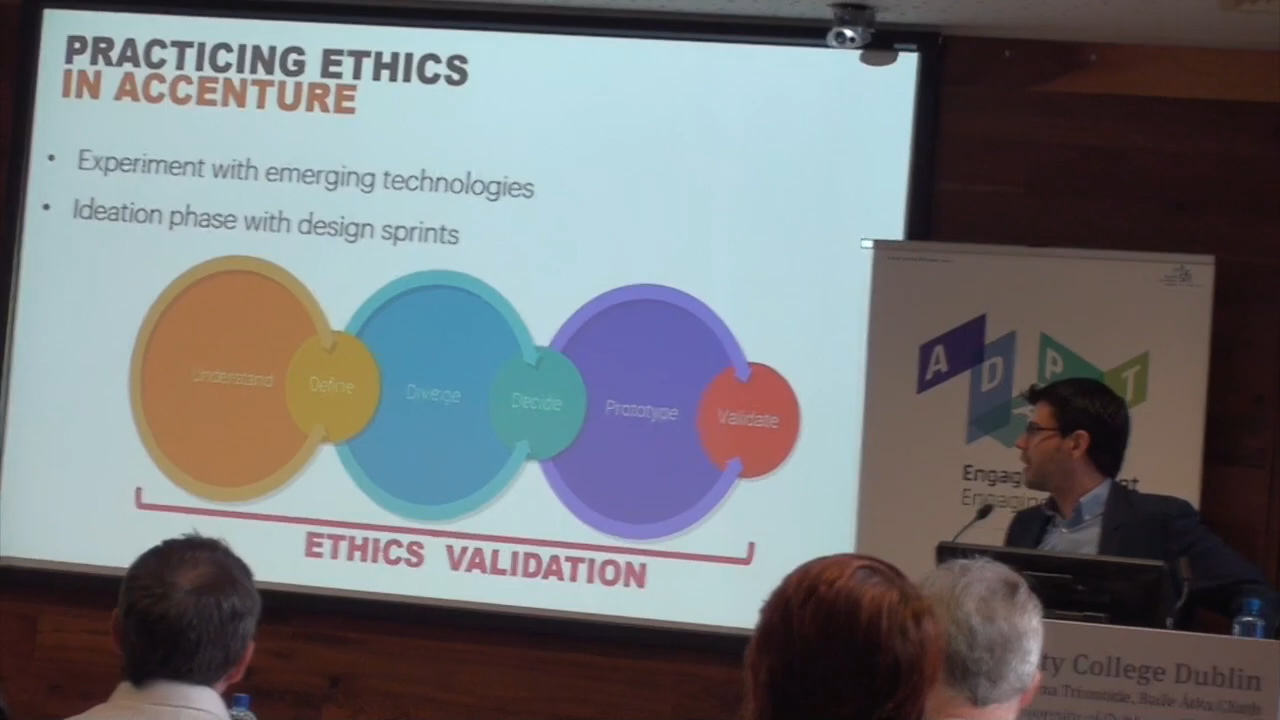 PRACTICING ETHICS
IN ACCENTURE
• Experiment with emerging technologies
• Ideation phase with design sprints
Understand
Define
Diverge
Decide
Prototype
Validate
ETHICS VALIDATION
A D P T
Engag
Engagin
ty College Dublin